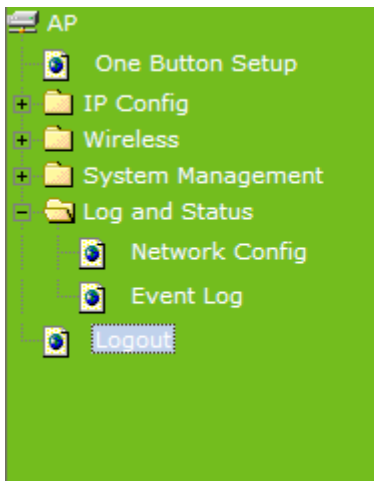 AP
One Button Setup
IP Config
Wireless
System Management
Log and Status
Network Config
Event Log
Logout